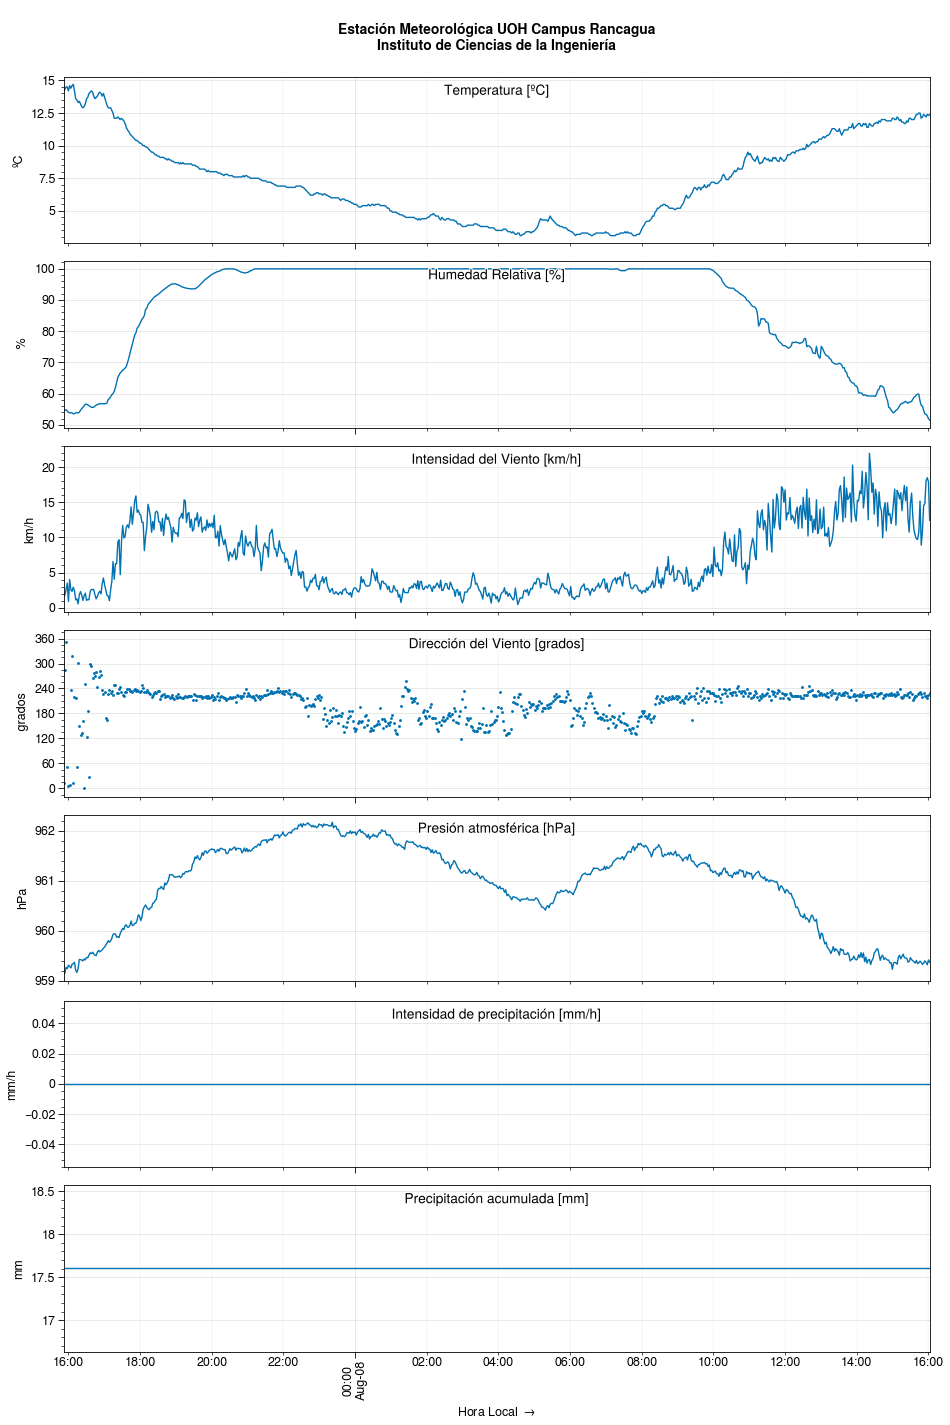 Estación Meteorológica UOH Campus Rancagua
Instituto de Ciencias de la Ingeniería
Temperatura [ºC]
15
12.5
10
7.5
5
ºC
Humedad Relativa [%]
100
90
80
70
60
50
%
Intensidad del Viento [km/h]
20
15
10
5
0
km/h
Dirección del Viento [grados]
360
300
240
180
120
60
0
grados
Presión atmosférica [hPa]
962
961
960
959
hPa
Intensidad de precipitación [mm/h]
0.04
0.02
0
−0.02
−0.04
mm/h
Precipitación acumulada [mm]
18.5
18
17.5
17
mm
16:00 18:00 20:00 22:00 00:00 02:00 04:00 06:00 08:00 10:00 12:00 14:00 16:00
Aug-08
Hora Local →